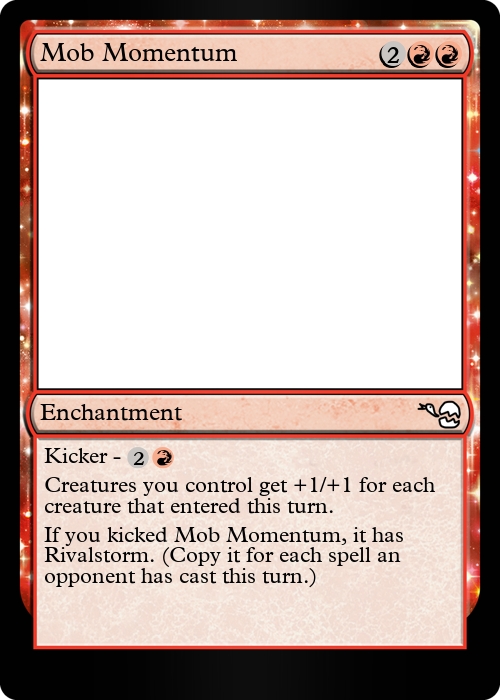 Mob Momentum 2
Enchantment
Kicker - 2
Creatures you control get +1/+1 for each
creature that entered this turn.
If you kicked Mob Momentum, it has
Rivalstorm. (Copy it for each spell an
opponent has cast this turn.)